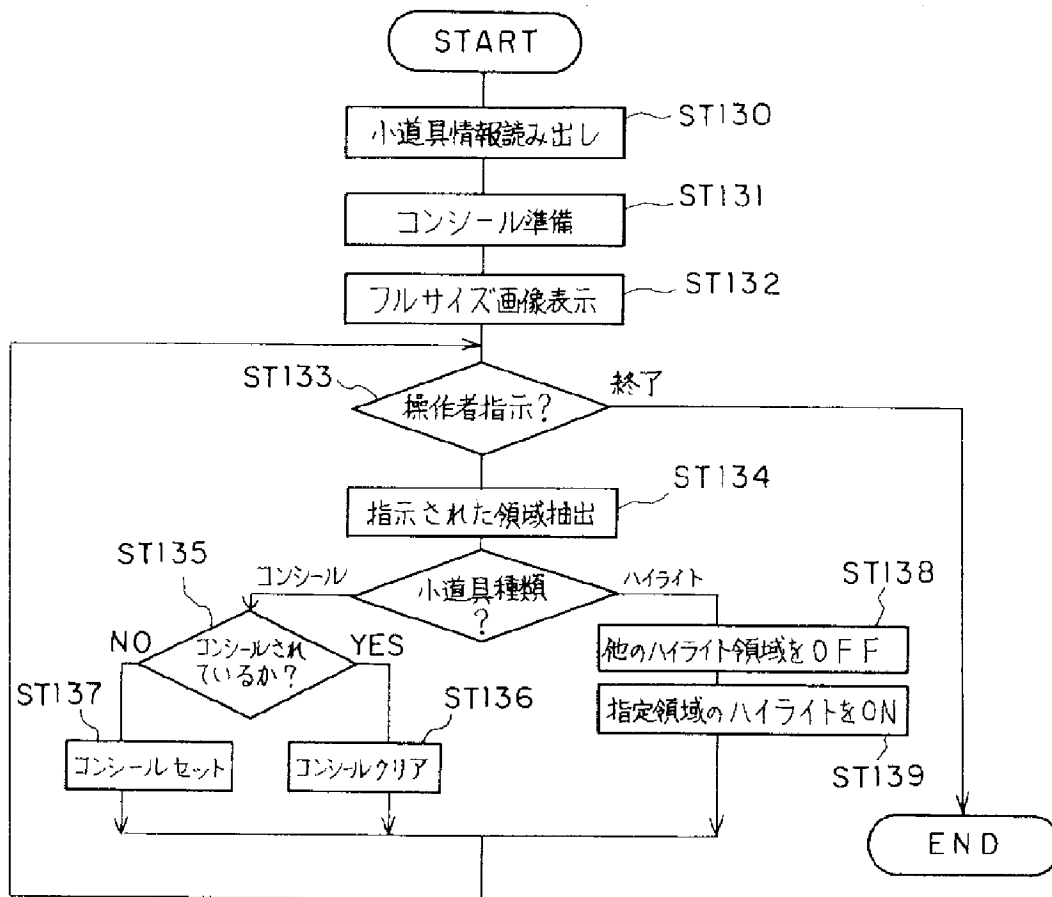 START
小道具情報読み出し
ST130
コンシール準備
ST131
フルサイズ画像表示
ST132
ST133
操作者指示?
終了
指示された領域抽出
ST134
ST135
コンシール
小道具種類
?
ハイライト
ST138
NO
コンシールされ
ているか?
YES
他のハイライト領域をOFF
ST137
ST136
指定領域のハイライトをON
コンシールセット
コンシールクリア
ST139
END